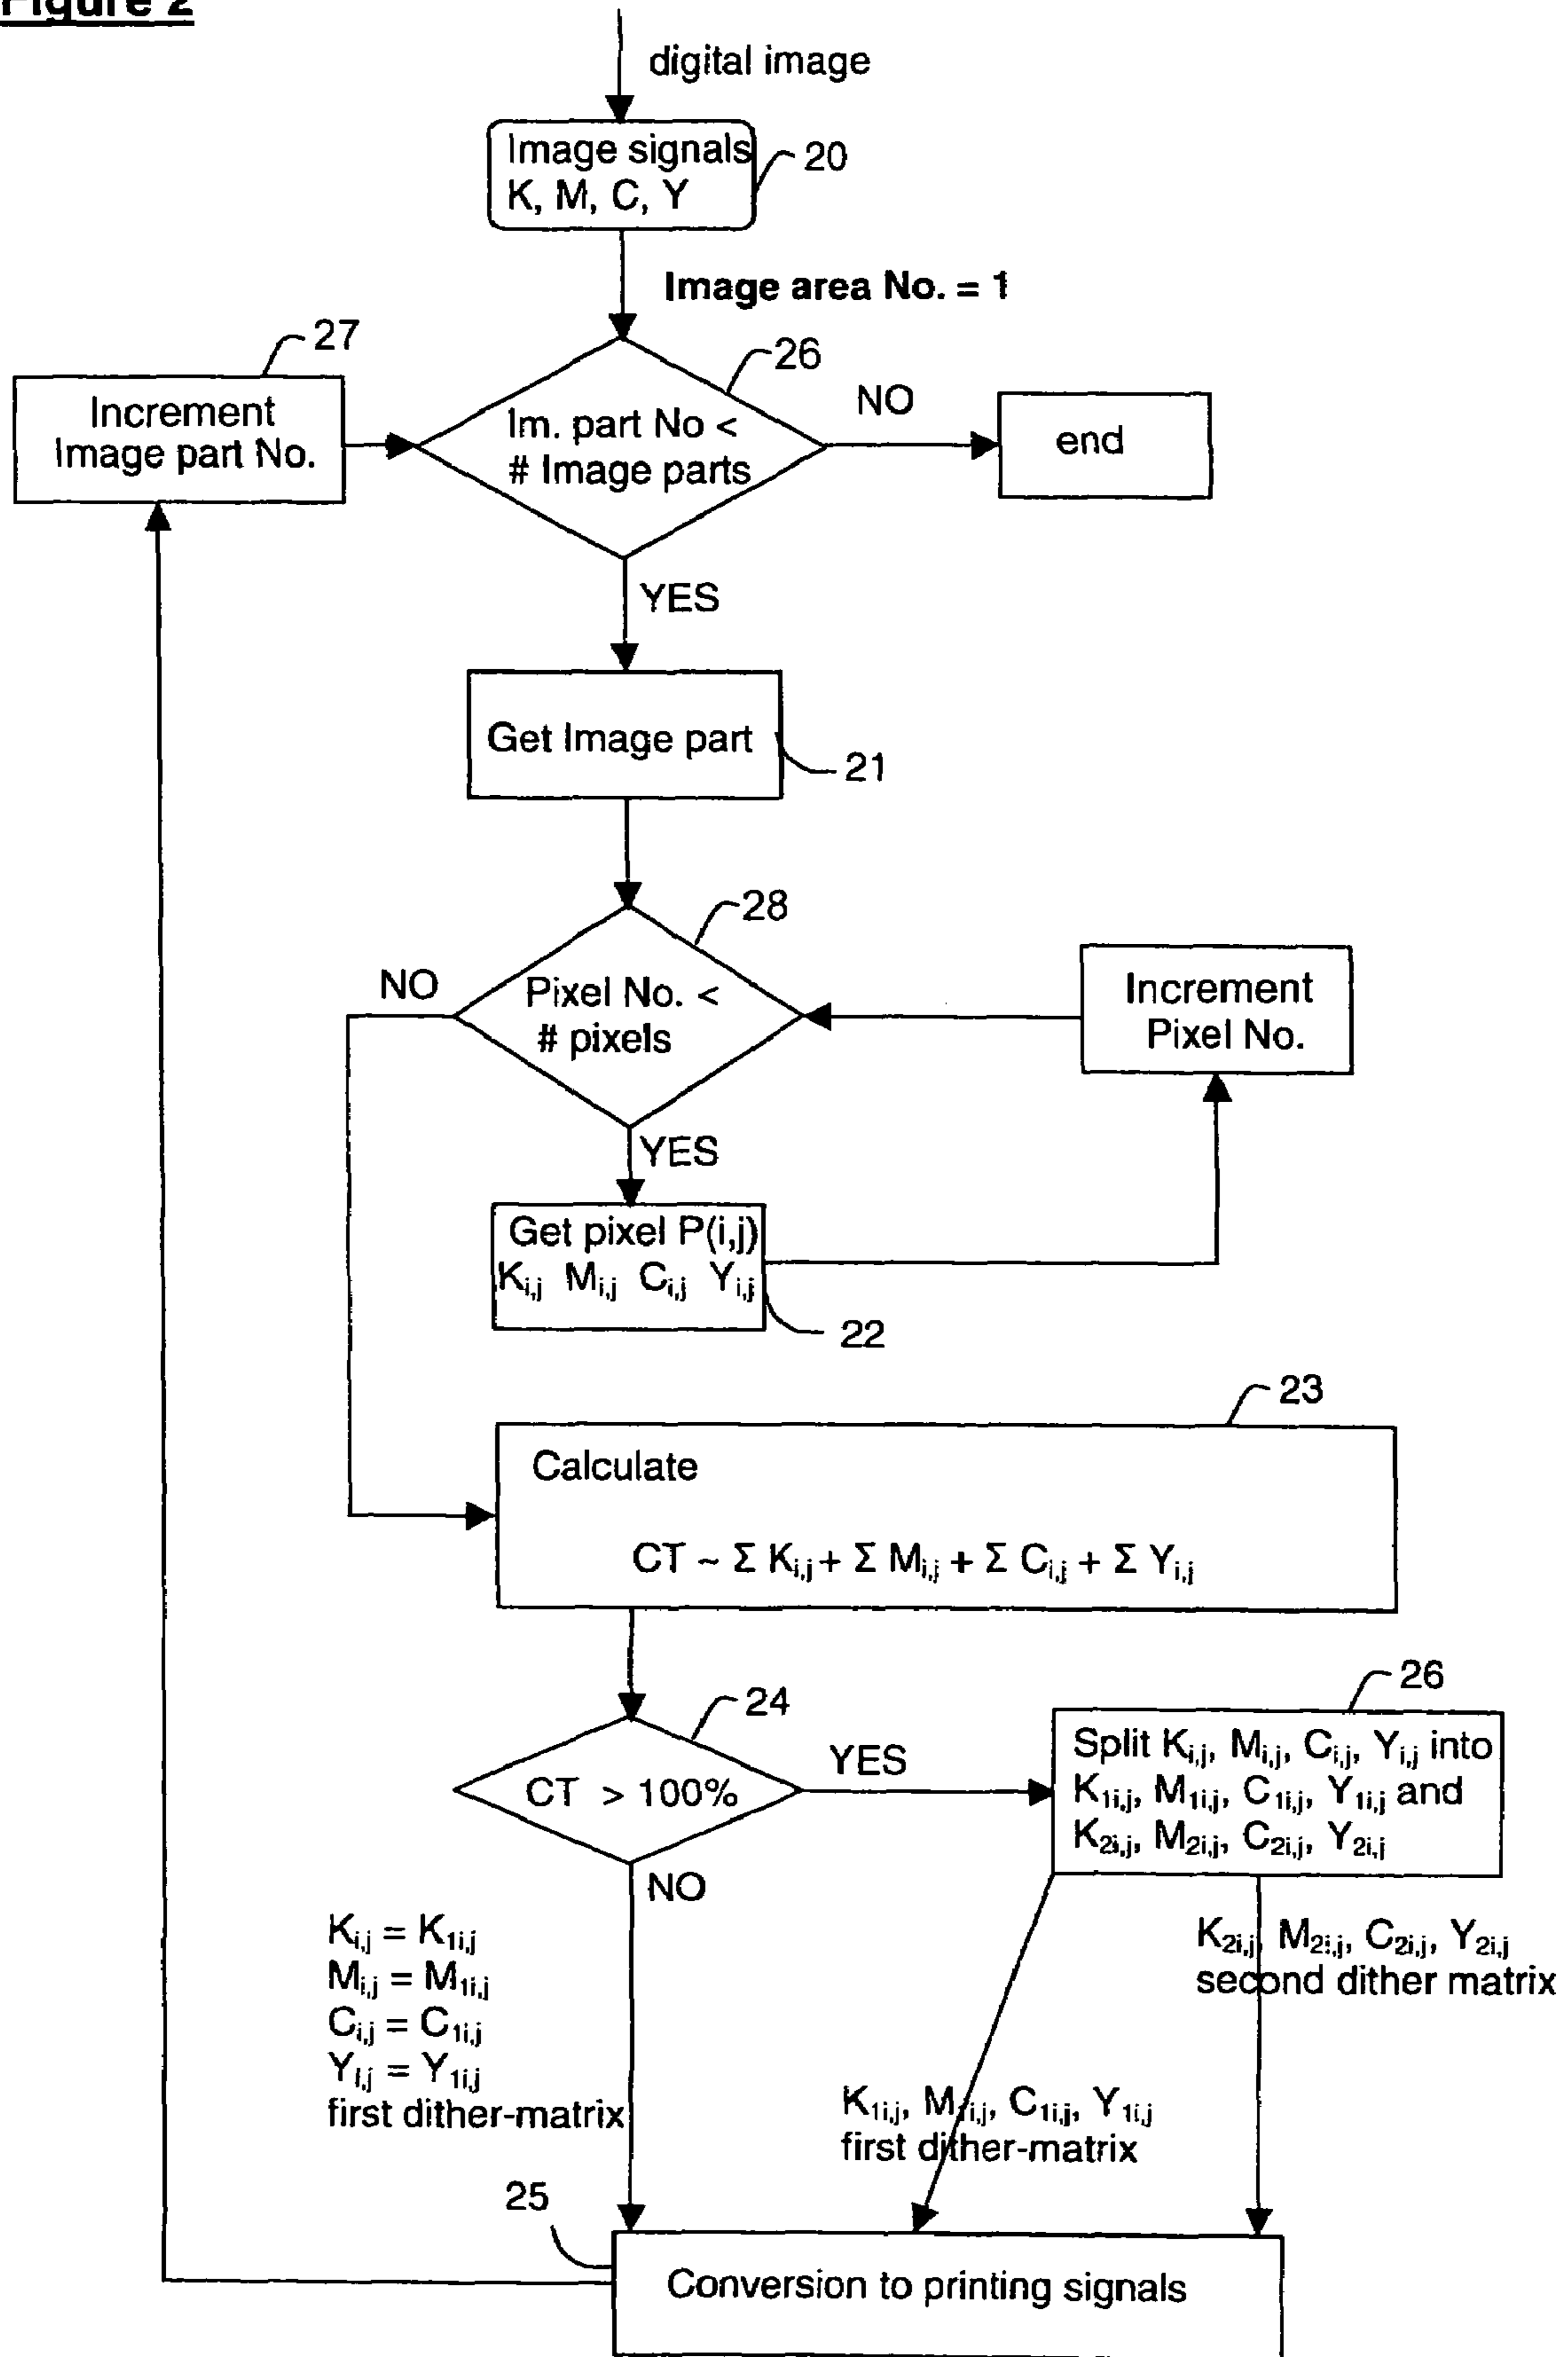 Figure 2
digital image
Image signals
K, M, C, Y
20
Image area No. = 1
27
26
Increment
Image part No.
Im. part No <
# Image parts
NO
end
YES
Get Image part
21
28
NO
Pixel No. <
# pixels
Increment
Pixel No.
YES
Get pixel P(i,j)
Ki,j Mi,j Ci,j Yi,j
22
23
Calculate
CT ~ Σ Ki,j + Σ Mi,j + Σ Ci,j + Σ Yi,j
24
26
CT > 100%
YES
Split Ki,j, Mi,j, Ci,j, Yi,j into
K1i,j, M1i,j, C1i,j, Y1i,j and
K2i,j, M2i,j, C2i,j, Y2i,j
NO
Ki,j = K1i,j
Mi,j = M1i,j
Ci,j = C1i,j
Yi,j = Y1i,j
first dither-matrix
K2i,j, M2i,j, C2i,j, Y2i,j
second dither matrix
K1i,j, M1i,j, C1i,j, Y1i,j
first dither-matrix
25
Conversion to printing signals